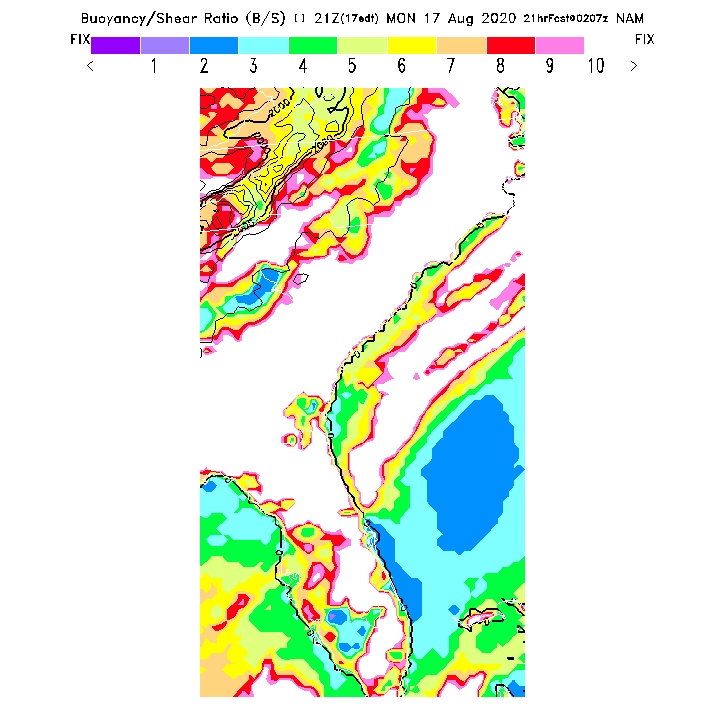 Buoyancy/Shear Ratio (B/S) [] 21Z(17edt) MON 17 Aug 2020 21hrFcst@0207z NAM
FIX FIX
< 1 2 3 4 5 6 7 8 9 10 >
2000